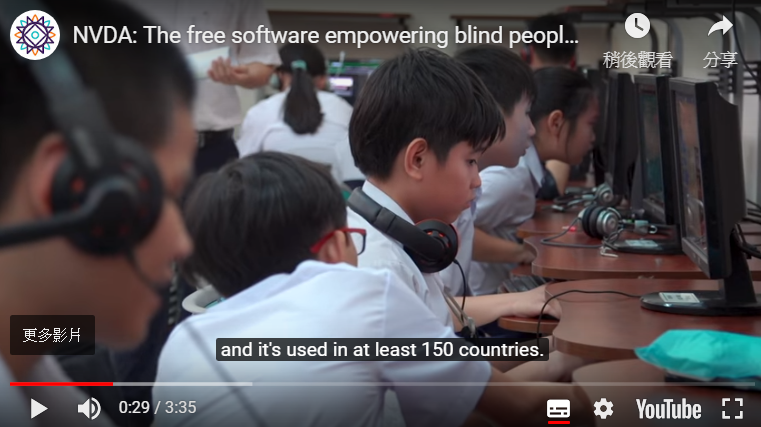 NVDA: The free software empowering blind peopl...
稍後觀看
分享
更多影片
and it's used in at least 150 countries.
0:29 / 3:35
YouTube